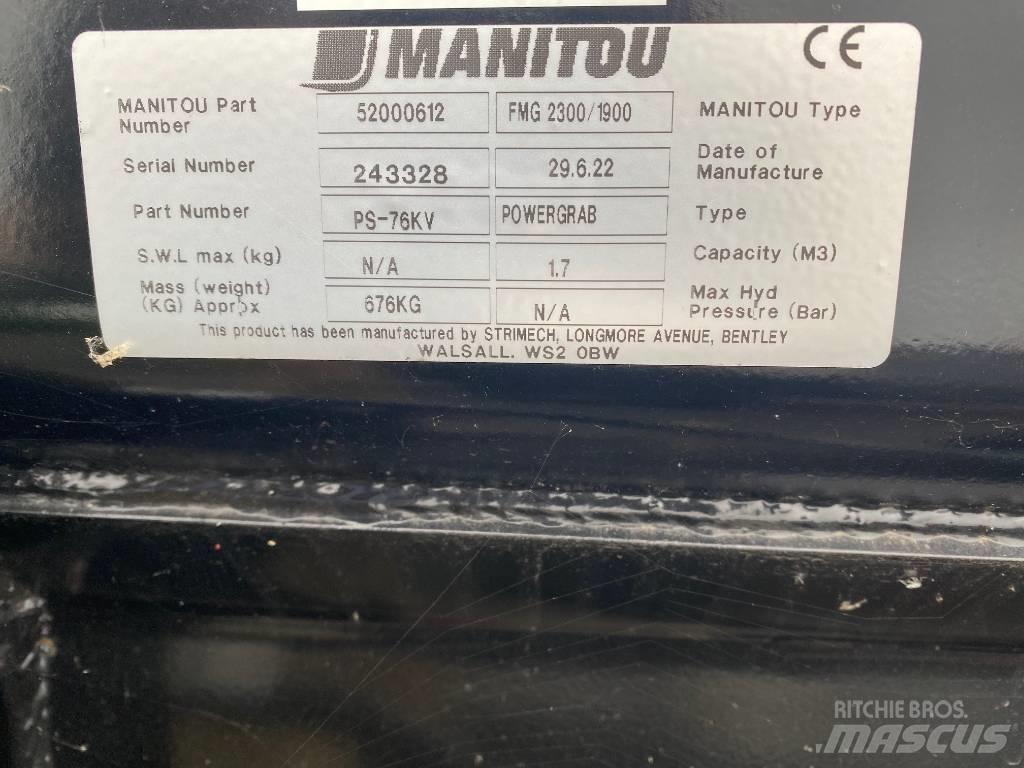 MANITOU CE
MANITOU Part Number 52000612 FMG 2300/1900 MANITOU Type
Serial Number 243328 29.6.22 Date of Manufacture
Part Number PS-76KV POWERGRAB Type
S.W.L max (kg) N/A 1.7 Capacity (M3)
Mass (weight) (KG) Approx 676KG N/A Max Hyd Pressure (Bar)
This product has been manufactured by STRIMECH, LONGMORE AVENUE, BENTLEY
WALSALL. WS2 0BW
RITCHIE BROS.
MASCUS